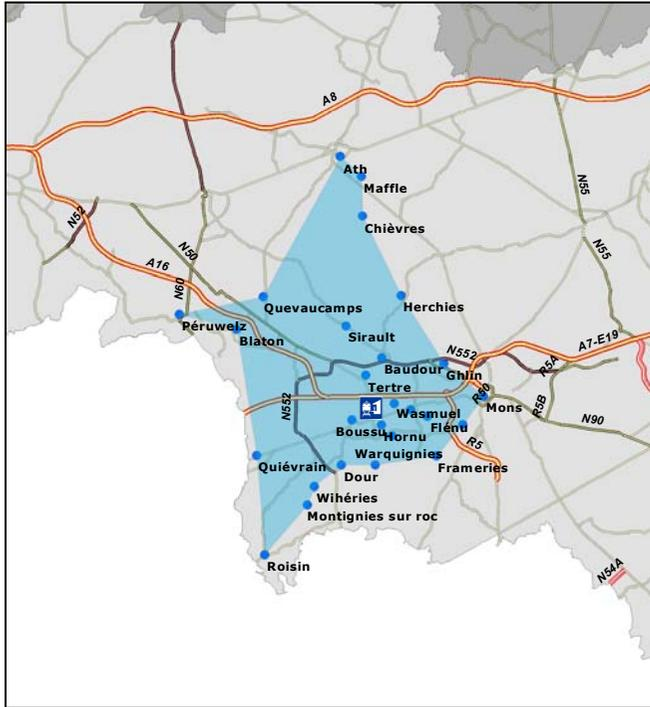 A8
Ath
Maffle
N55
N52
Chièvres
N50
N55
A16
N60
Quevaucamps
Herchies
Péruwelz
Sirault
Blaton
A7-E19
N552
Baudour
Ghlin
R5A
Tertre
R50
Mons
N552
Wasmuel
R5B
N90
Boussu
Flénu
Hornu
R5
Warquignies
Quiévrain
Frameries
Dour
Wihéries
Montignies sur roc
Roisin
N54A